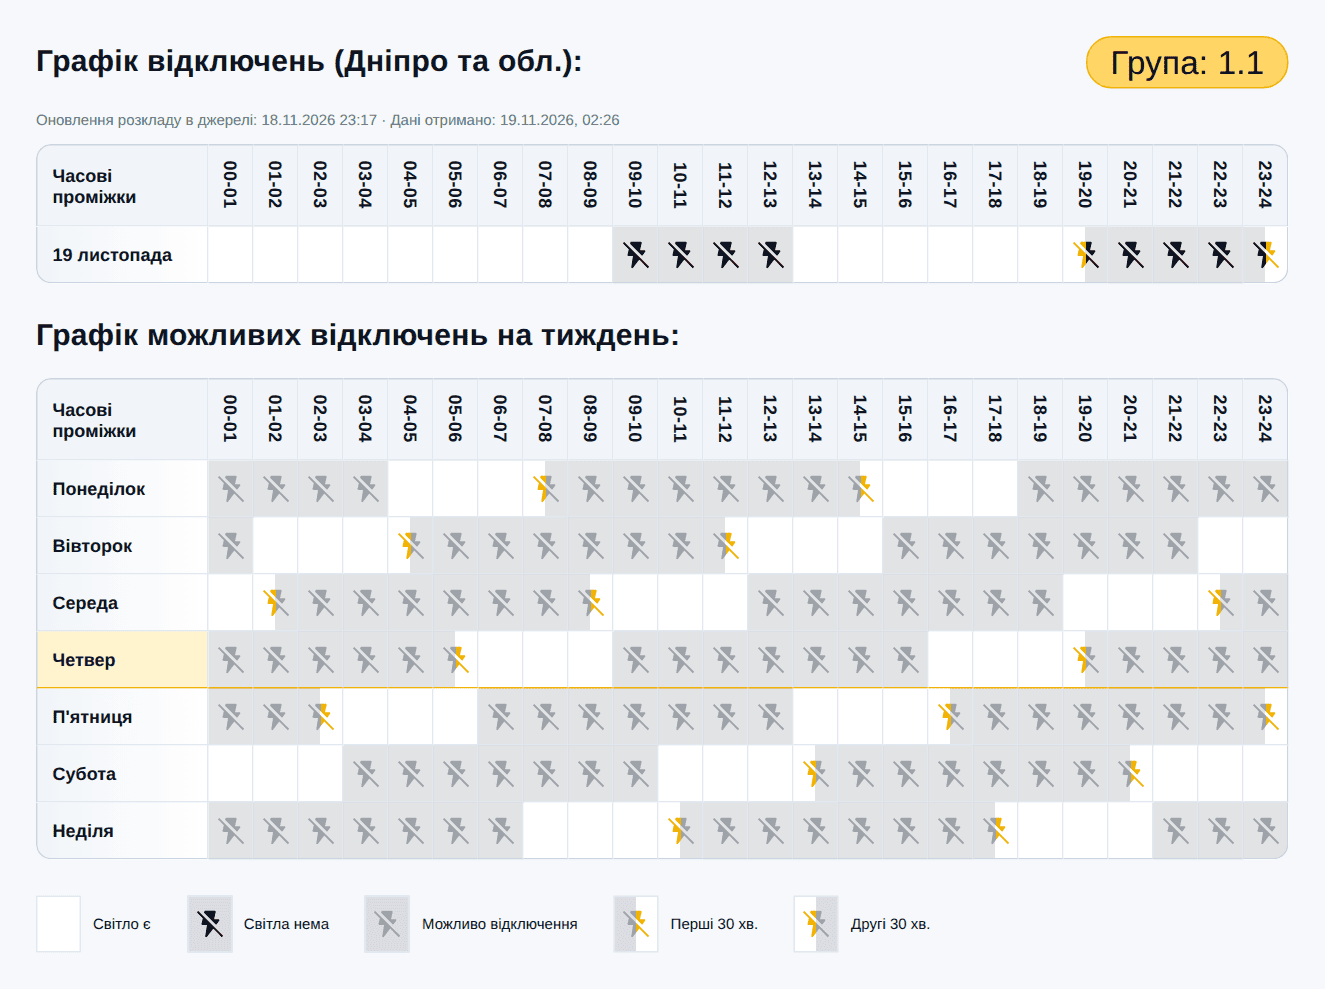 Графік відключень (Дніпро та обл.):
Група: 1.1
Оновлення розкладу в джерелі: 18.11.2026 23:17 · Дані отримано: 19.11.2026, 02:26
Часові проміжки 00-01 01-02 02-03 03-04 04-05 05-06 06-07 07-08 08-09 09-10 10-11 11-12 12-13 13-14 14-15 15-16 16-17 17-18 18-19 19-20 20-21 21-22 22-23 23-24
19 листопада
Графік можливих відключень на тиждень:
Часові проміжки 00-01 01-02 02-03 03-04 04-05 05-06 06-07 07-08 08-09 09-10 10-11 11-12 12-13 13-14 14-15 15-16 16-17 17-18 18-19 19-20 20-21 21-22 22-23 23-24
Понеділок
Вівторок
Середа
Четвер
П'ятниця
Субота
Неділя
Світло є Світла нема Можливо відключення Перші 30 хв. Другі 30 хв.